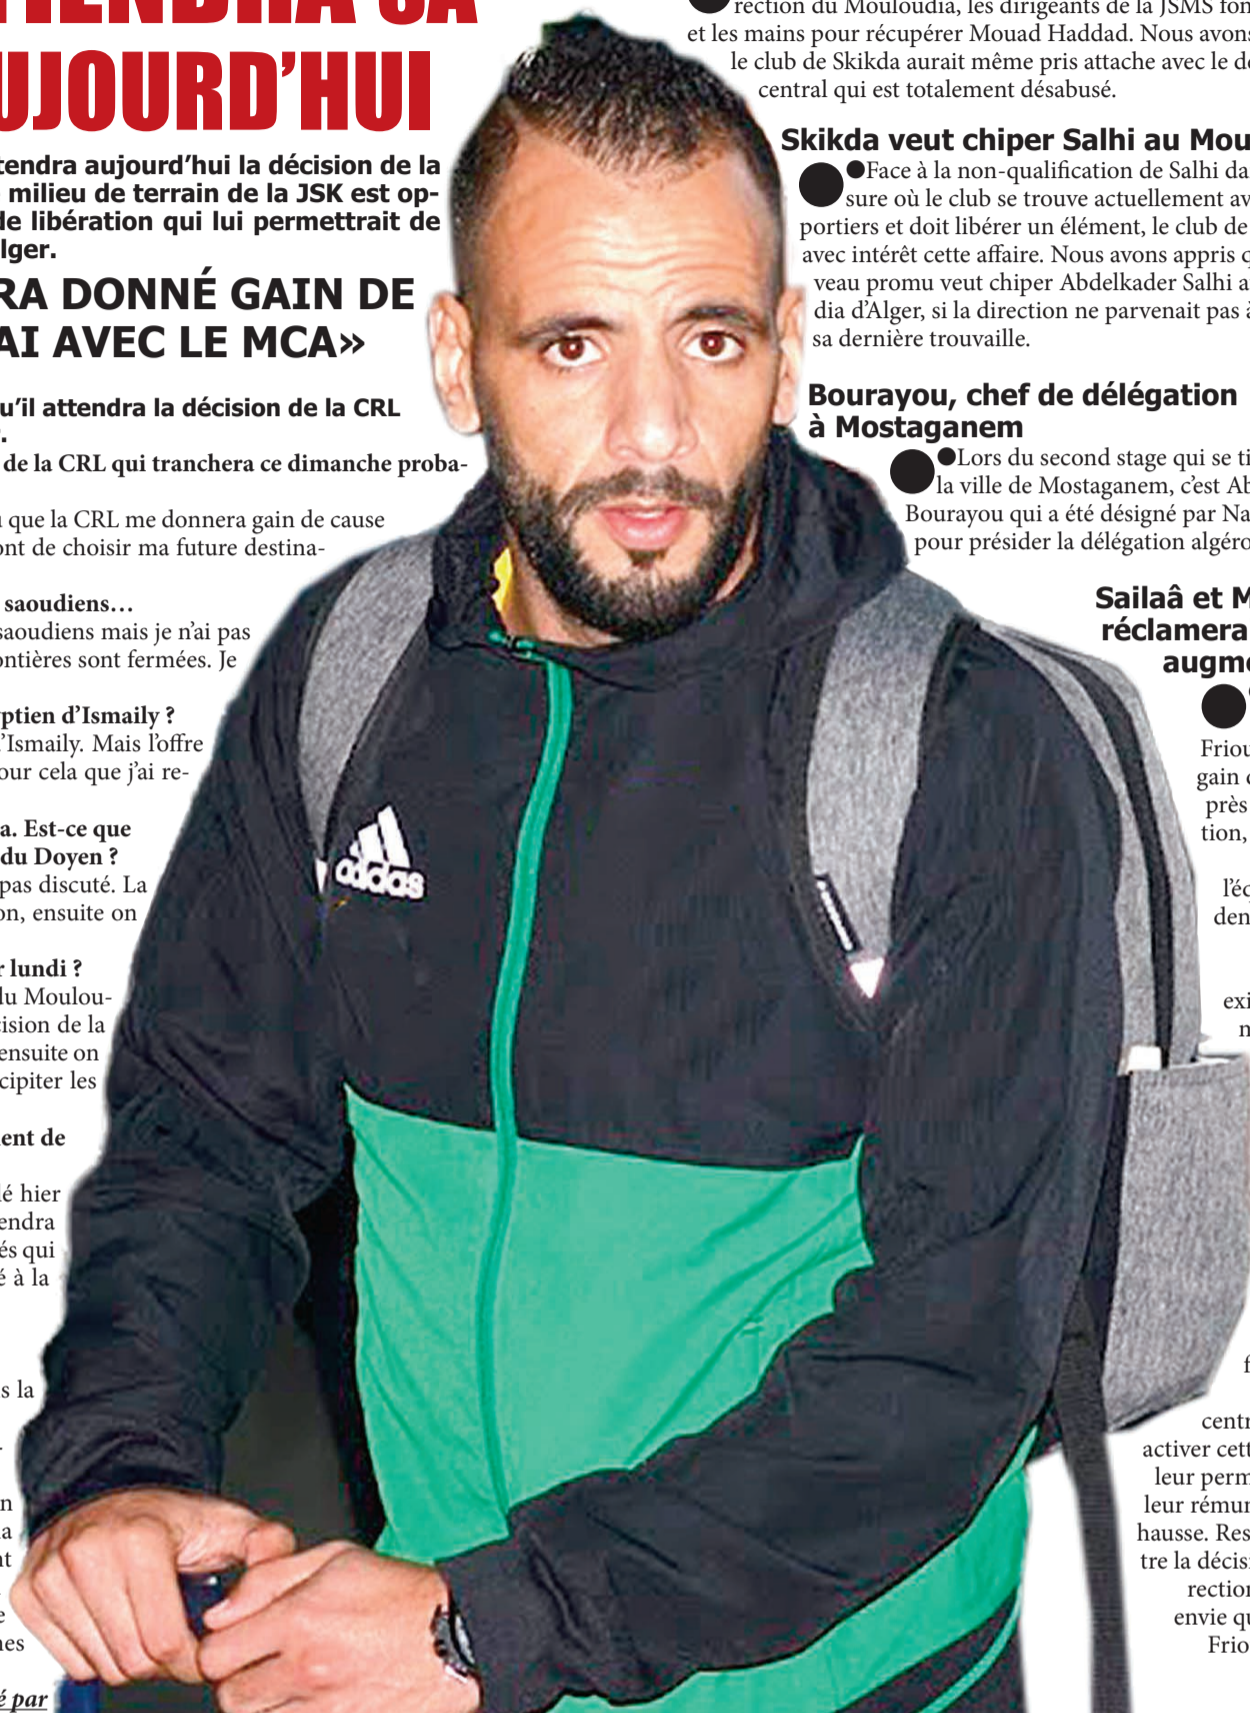 TIENDRA SA
UJOURD'HUI
tendra aujourd'hui la décision de la
milieu de terrain de la JSK est op-
de libération qui lui permettrait de
lger.
RA DONNÉ GAIN DE
AI AVEC LE MCA»
u'il attendra la décision de la CRL
de la CRL qui tranchera ce dimanche proba-
que la CRL me donnera gain de cause
ont de choisir ma future destina-
saoudiens…
saoudiens mais je n'ai pas
ontières sont fermées. Je
ptien d'Ismaily ?
'Ismaily. Mais l'offre
our cela que j'ai re-
a. Est-ce que
du Doyen ?
pas discuté. La
on, ensuite on
r lundi ?
du Moulou-
cision de la
ensuite on
cipiter les
ent de
lé hier
endra
és qui
é à la
s la
n
a
nt
e
nes
é par
adidas
rection du Mouloudia, les dirigeants de la JSMS fon
et les mains pour récupérer Mouad Haddad. Nous avons
le club de Skikda aurait même pris attache avec le dé
central qui est totalement désabusé.
Skikda veut chiper Salhi au Mou
●Face à la non-qualification de Salhi da
sure où le club se trouve actuellement av
portiers et doit libérer un élément, le club de
avec intérêt cette affaire. Nous avons appris q
veau promu veut chiper Abdelkader Salhi a
dia d'Alger, si la direction ne parvenait pas à
sa dernière trouvaille.
Bourayou, chef de délégation
à Mostaganem
●Lors du second stage qui se ti
la ville de Mostaganem, c'est Ab
Bourayou qui a été désigné par Na
pour présider la délégation algéro
Sailaâ et M
réclamera
augme
Friou
gain d
près
tion,
l'éq
den
exi
n
f
centr
activer cett
leur perm
leur rémur
hausse. Res
tre la décisi
rection
envie qu
Frio